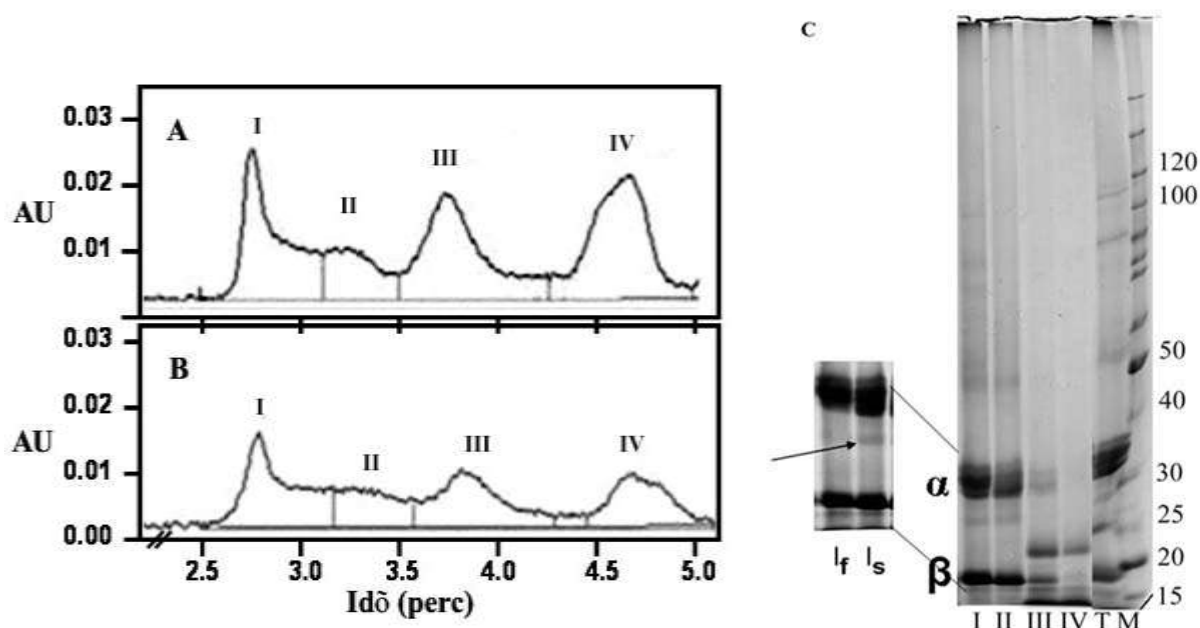 A
I
II
III
IV
AU
0.03
0.02
0.01
B
I
II
III
IV
AU
0.03
0.02
0.01
0.00
2.5 3.0 3.5 4.0 4.5 5.0
Idõ (perc)
C
120
100
50
40
30
25
20
15
α
β
I II III IV T M
If Is